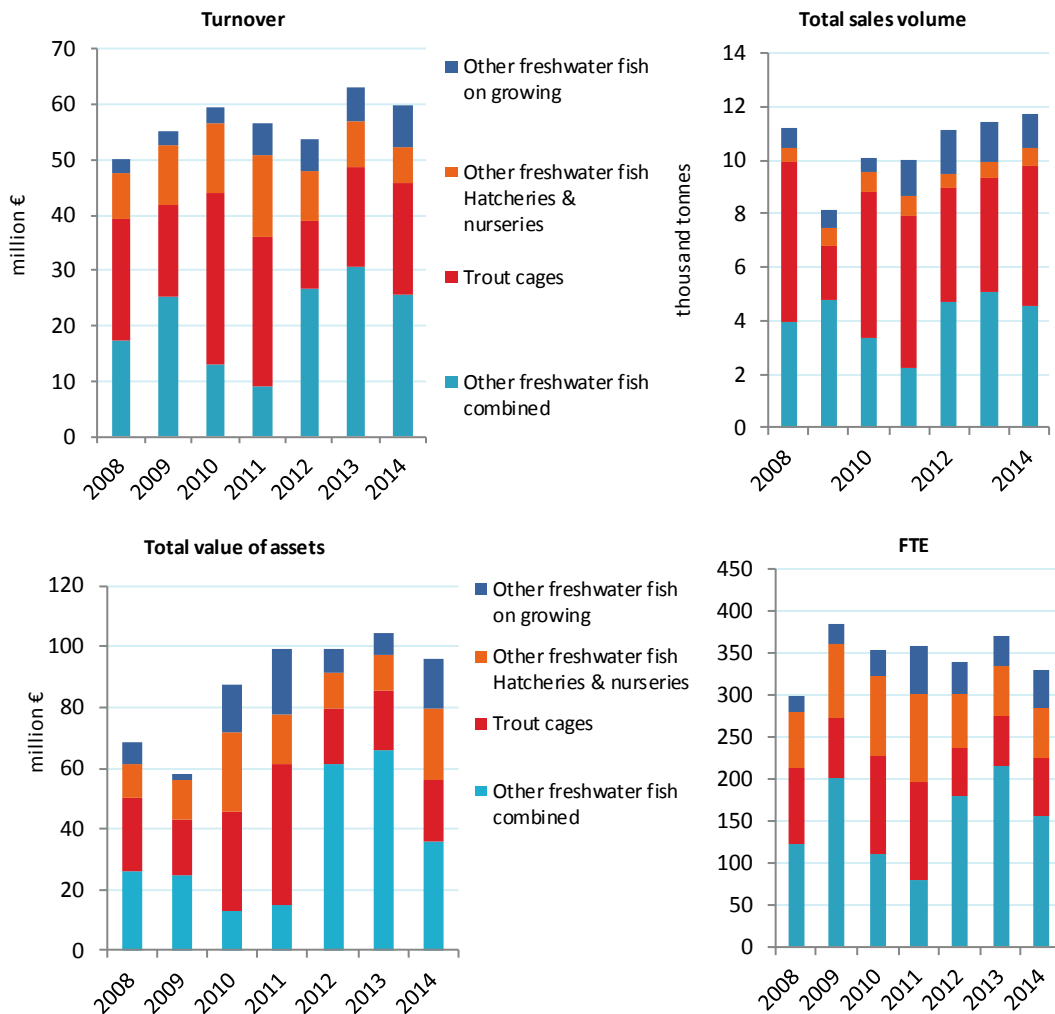 Turnover
million €
70
60
50
40
30
20
10
0
2008
2009
2010
2011
2012
2013
2014
Other freshwater fish
on growing
Other freshwater fish
Hatcheries &
nurseries
Trout cages
Other freshwater fish
combined
Total sales volume
thousand tonnes
14
12
10
8
6
4
2
0
2008
2010
2012
2014
Total value of assets
million €
120
100
80
60
40
20
0
2008
2009
2010
2011
2012
2013
2014
Other freshwater fish
on growing
Other freshwater fish
Hatcheries & nurseries
Trout cages
Other freshwater fish
combined
FTE
450
400
350
300
250
200
150
100
50
0
2008
2009
2010
2011
2012
2013
2014